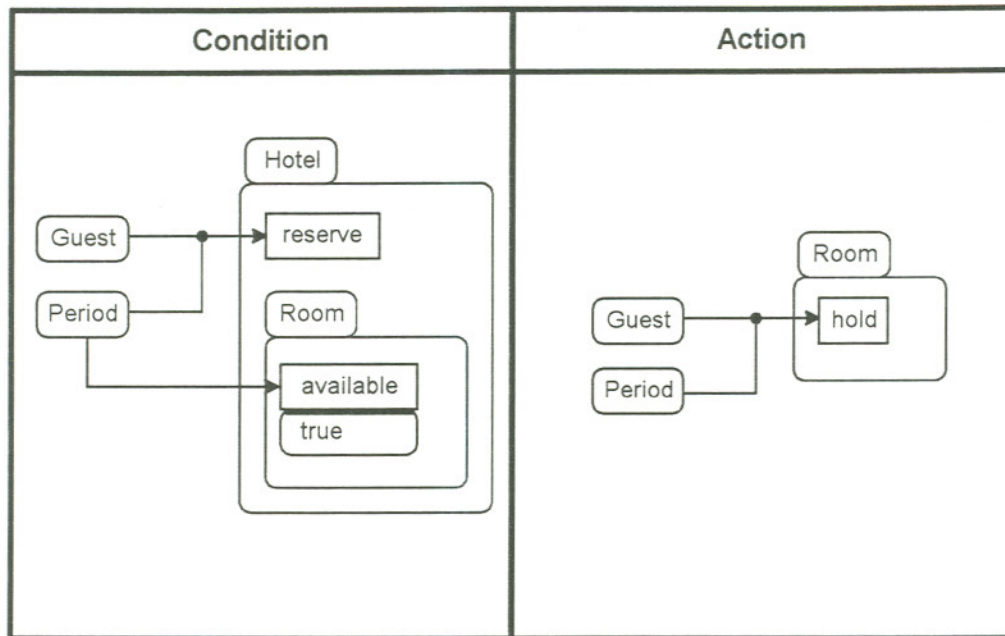 Condition
Action
Hotel
Guest
reserve
Period
Room
available
true
Room
Guest
hold
Period